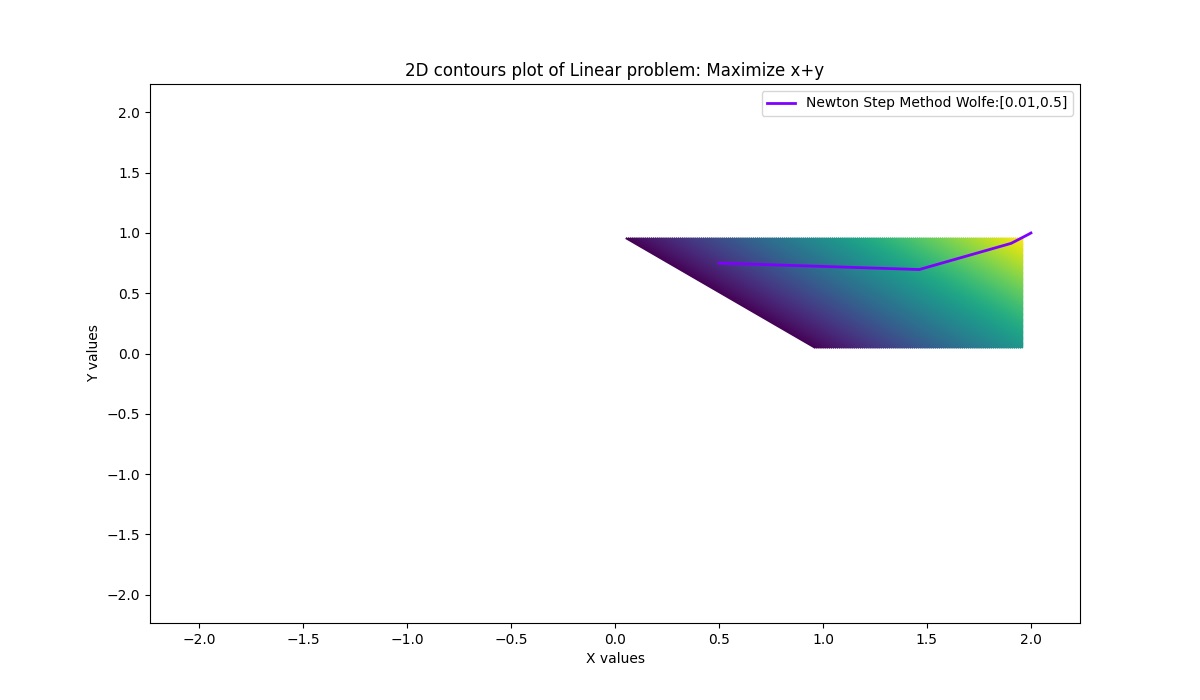 2D contours plot of Linear problem: Maximize x+y
Newton Step Method Wolfe:[0.01,0.5]
2.0
1.5
1.0
0.5
0.0
−0.5
−1.0
−1.5
−2.0
Y values
−2.0 −1.5 −1.0 −0.5 0.0 0.5 1.0 1.5 2.0
X values